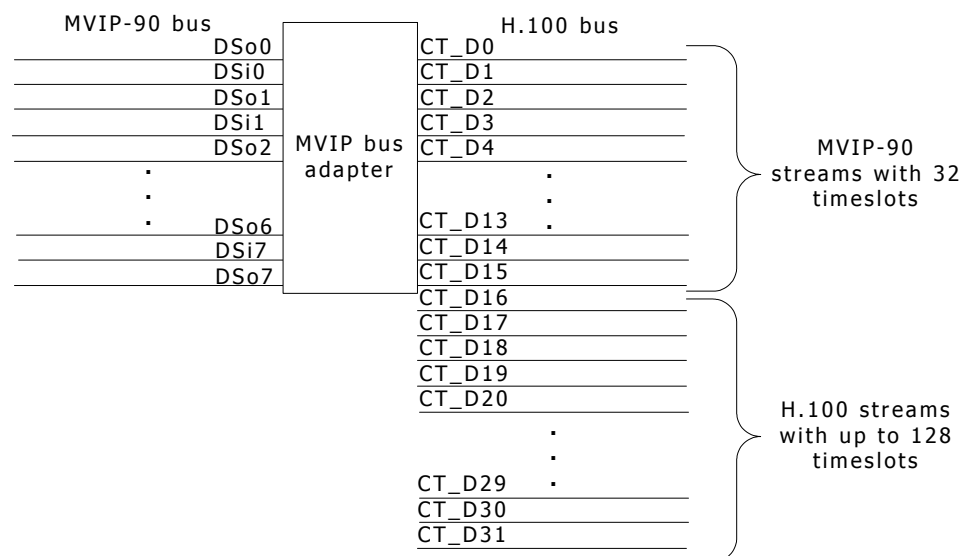 MVIP-90 bus
H.100 bus
DSo0
CT_D0
DSi0
CT_D1
DSo1
CT_D2
DSi1
CT_D3
DSo2
CT_D4
MVIP bus
adapter
MVIP-90
streams with 32
timeslots
DSo6
CT_D13
DSi7
CT_D14
DSo7
CT_D15
CT_D16
CT_D17
CT_D18
CT_D19
CT_D20
H.100 streams
with up to 128
timeslots
CT_D29
CT_D30
CT_D31